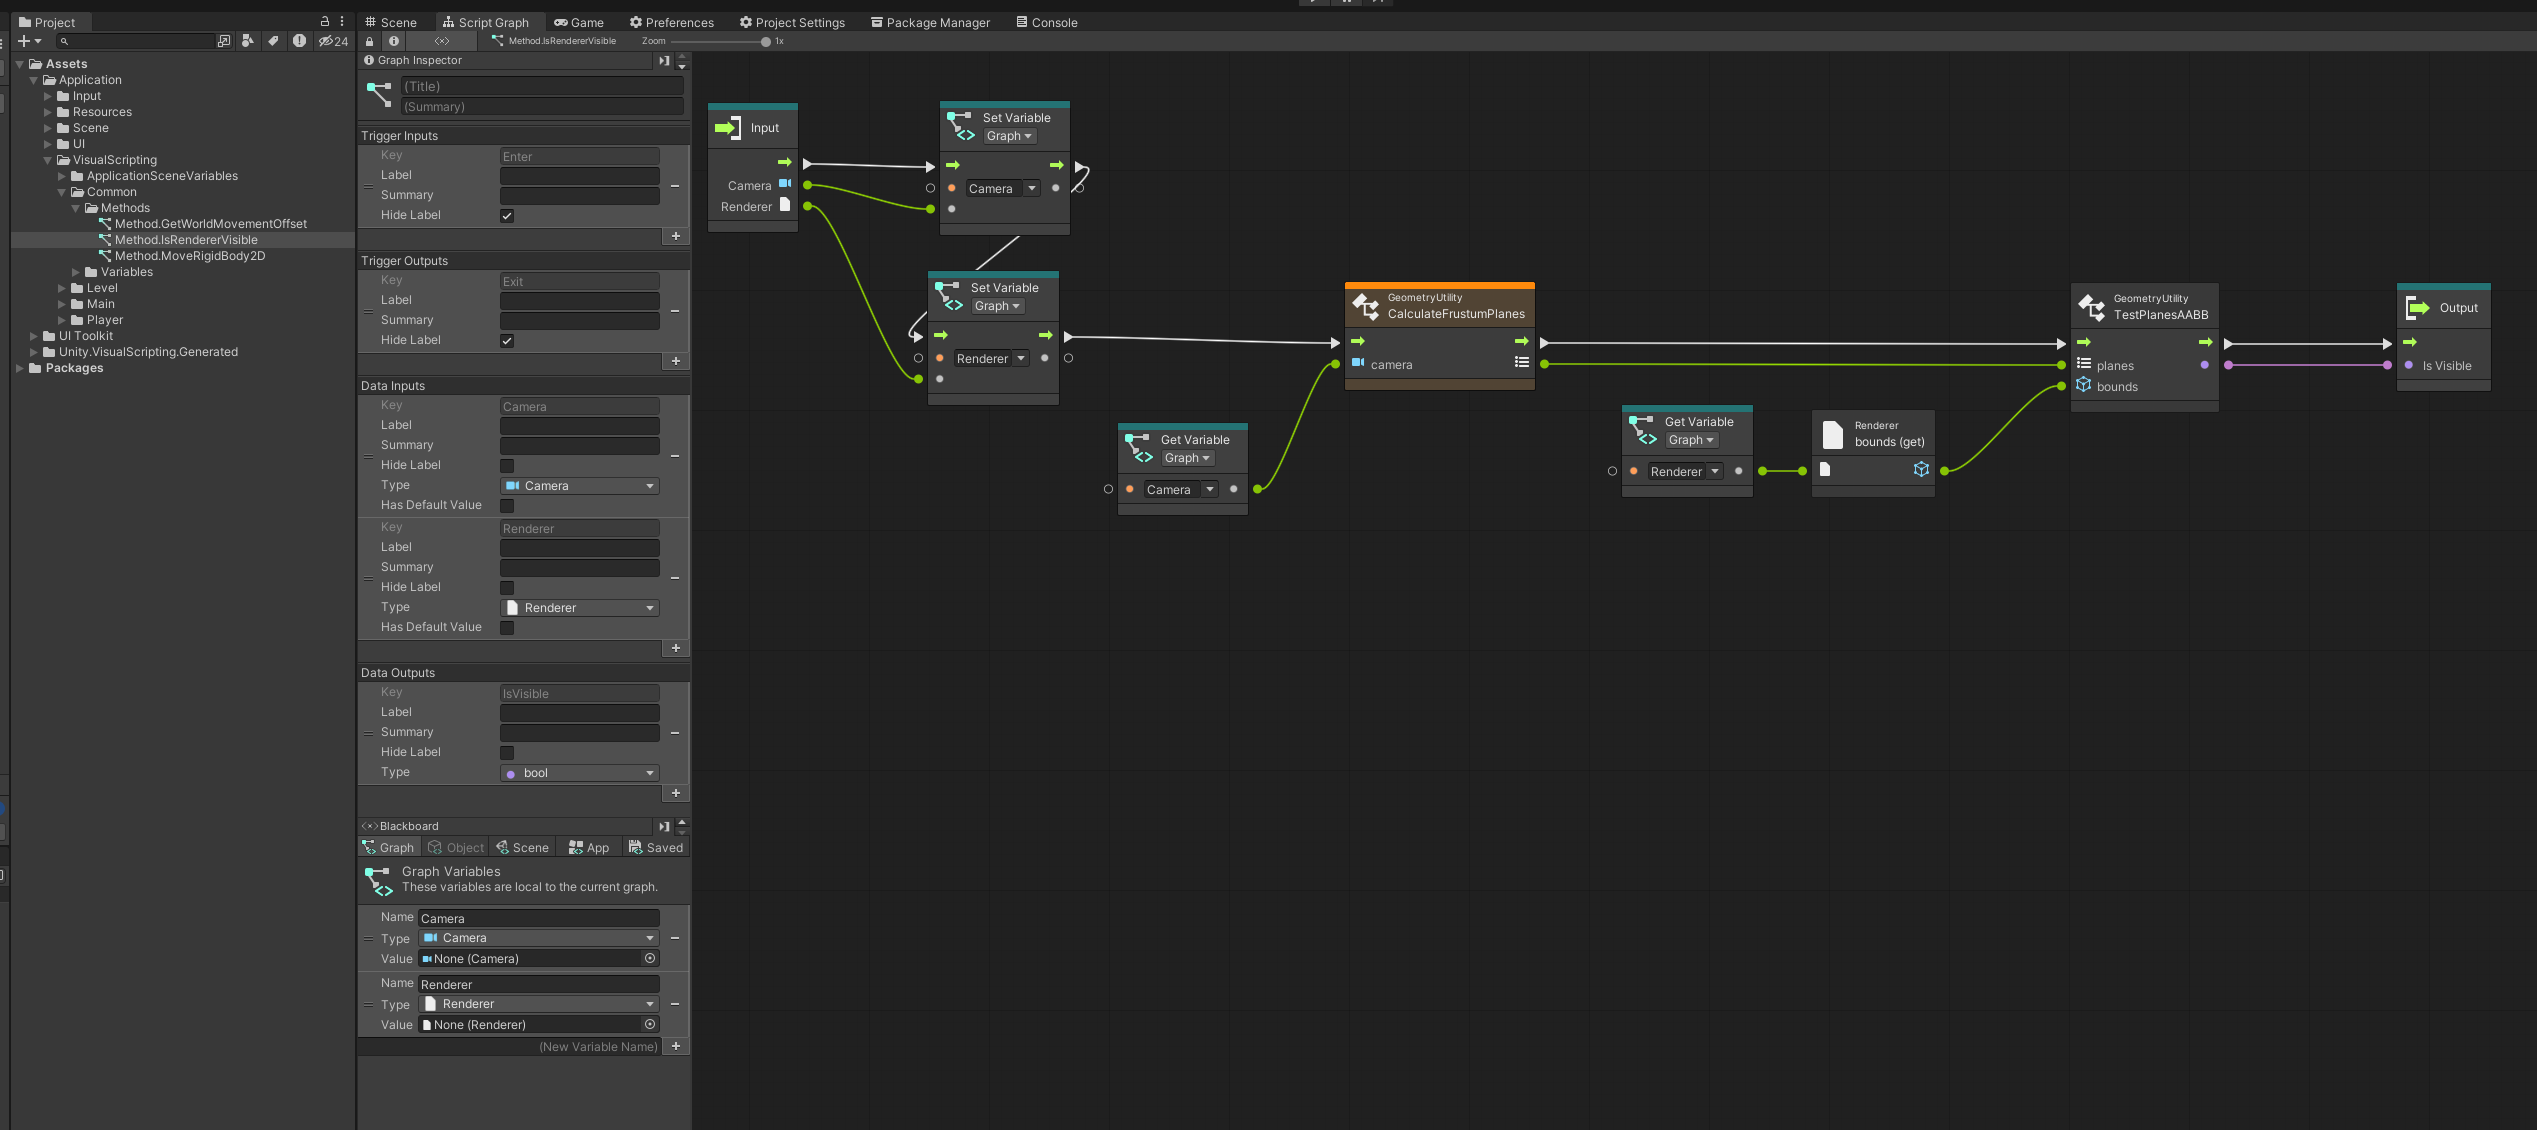 Project
24
Assets
Application
Input
Resources
Scene
UI
VisualScripting
ApplicationSceneVariables
Common
Methods
Method.GetWorldMovementOffset
Method.IsRendererVisible
Method.MoveRigidBody2D
Variables
Level
Main
Player
UI Toolkit
Unity.VisualScripting.Generated
Packages
Scene
Script Graph
Game
Preferences
Project Settings
Package Manager
Console
Method.IsRendererVisible
Zoom
1x
Graph Inspector
(Title)
(Summary)
Trigger Inputs
Key Enter
Label
Summary
Hide Label
Trigger Outputs
Key Exit
Label
Summary
Hide Label
Data Inputs
Key Camera
Label
Summary
Hide Label
Type Camera
Has Default Value
Key Renderer
Label
Summary
Hide Label
Type Renderer
Has Default Value
Data Outputs
Key IsVisible
Label
Summary
Hide Label
Type bool
Blackboard
Graph
Object
Scene
App
Saved
Graph Variables
These variables are local to the current graph.
Name Camera
Type Camera
Value None (Camera)
Name Renderer
Type Renderer
Value None (Renderer)
(New Variable Name)
Input
Camera
Renderer
Set Variable
Graph
Camera
Set Variable
Graph
Renderer
Get Variable
Graph
Camera
GeometryUtility
CalculateFrustumPlanes
camera
Get Variable
Graph
Renderer
Renderer
bounds (get)
GeometryUtility
TestPlanesAABB
planes
bounds
Output
Is Visible